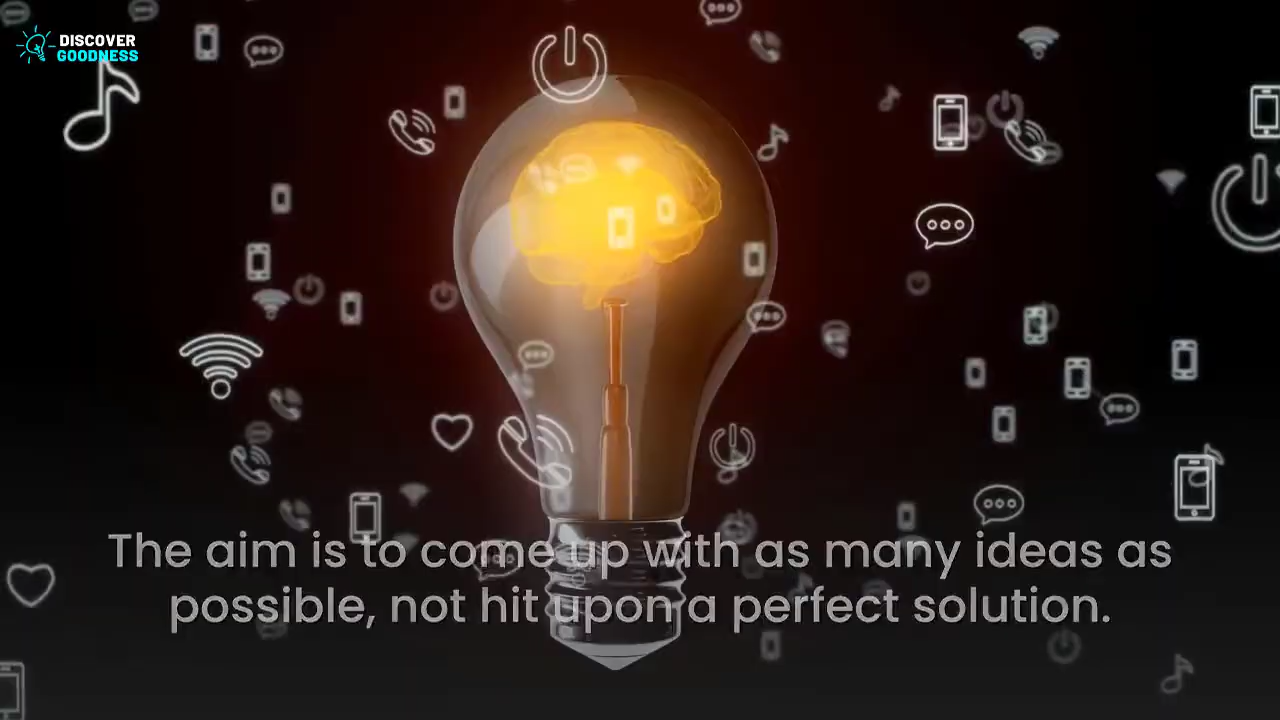 DISCOVER
GOODNESS
The aim is to come up with as many ideas as
possible, not hit upon a perfect solution.